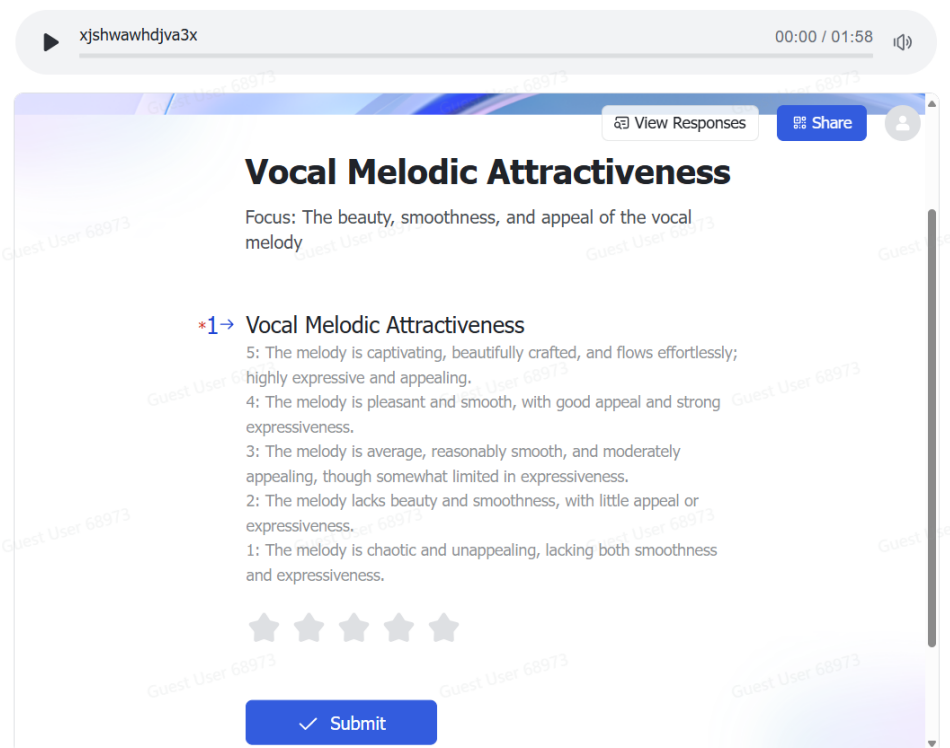 xjshwawhdjva3x
00:00 / 01:58
View Responses
Share
Vocal Melodic Attractiveness
Focus: The beauty, smoothness, and appeal of the vocal
melody
*1→ Vocal Melodic Attractiveness
5: The melody is captivating, beautifully crafted, and flows effortlessly;
highly expressive and appealing.
4: The melody is pleasant and smooth, with good appeal and strong
expressiveness.
3: The melody is average, reasonably smooth, and moderately
appealing, though somewhat limited in expressiveness.
2: The melody lacks beauty and smoothness, with little appeal or
expressiveness.
1: The melody is chaotic and unappealing, lacking both smoothness
and expressiveness.
Submit
Guest User 68973